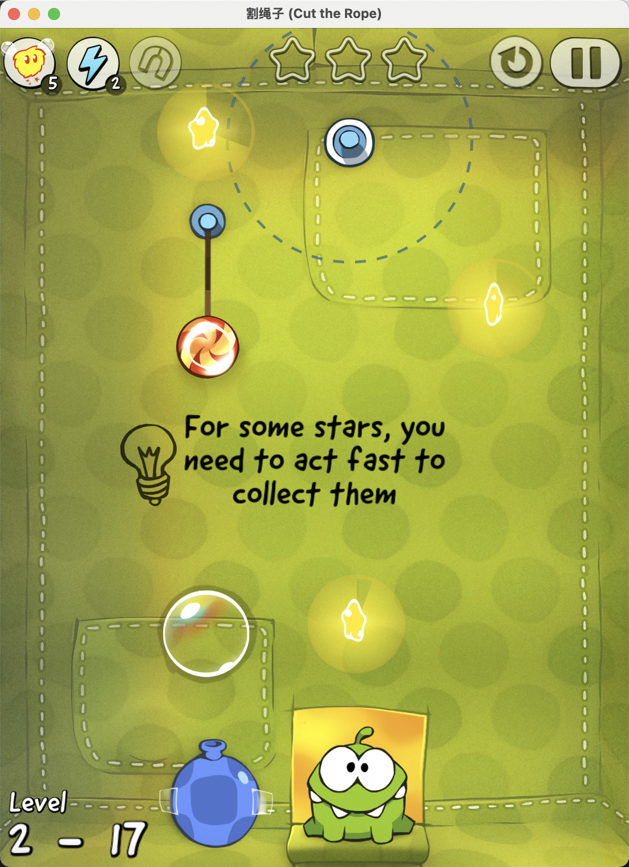 割绳子 (Cut the Rope)
5
2
For some stars, you
need to act fast to
collect them
Level
2 - 17